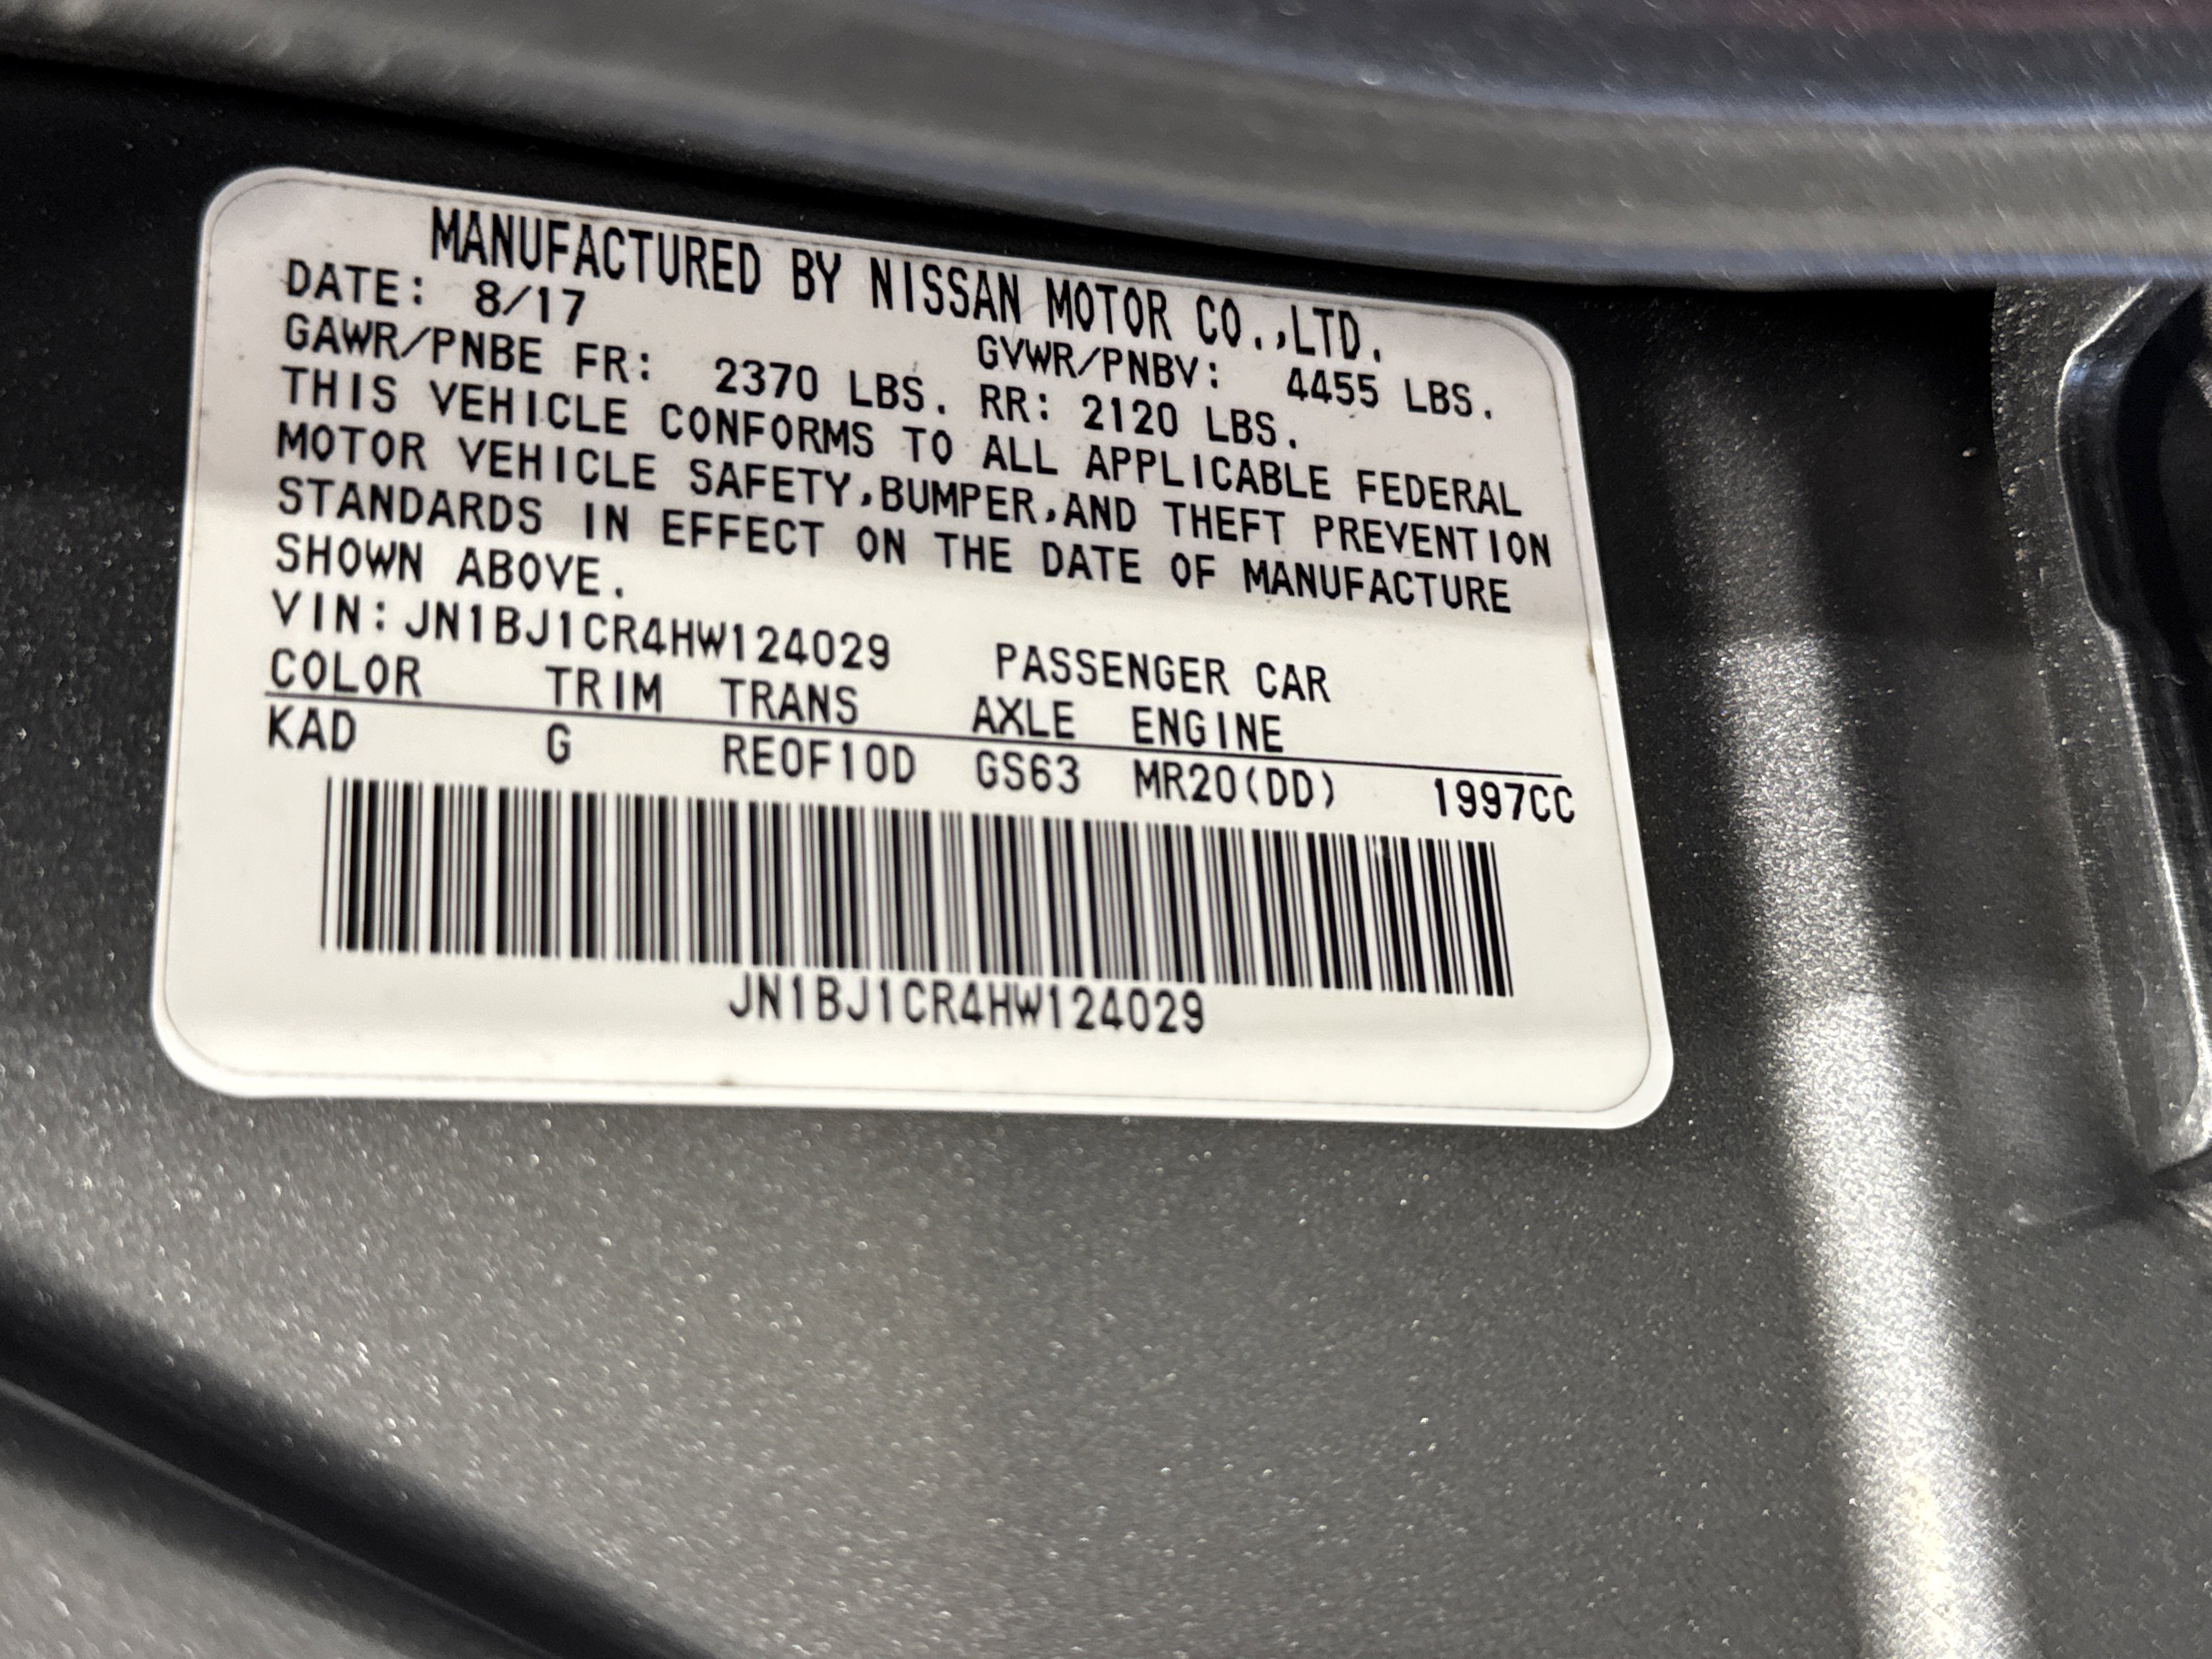 MANUFACTURED BY NISSAN MOTOR CO.,LTD.
DATE: 8/17 GVWR/PNBV: 4455 LBS.
GAWR/PNBE FR: 2370 LBS. RR: 2120 LBS.
THIS VEHICLE CONFORMS TO ALL APPLICABLE FEDERAL
MOTOR VEHICLE SAFETY,BUMPER,AND THEFT PREVENTION
STANDARDS IN EFFECT ON THE DATE OF MANUFACTURE
SHOWN ABOVE.
VIN:JN1BJ1CR4HW124029 PASSENGER CAR
COLOR TRIM TRANS AXLE ENGINE
KAD G RE0F10D GS63 MR20(DD) 1997CC
JN1BJ1CR4HW124029